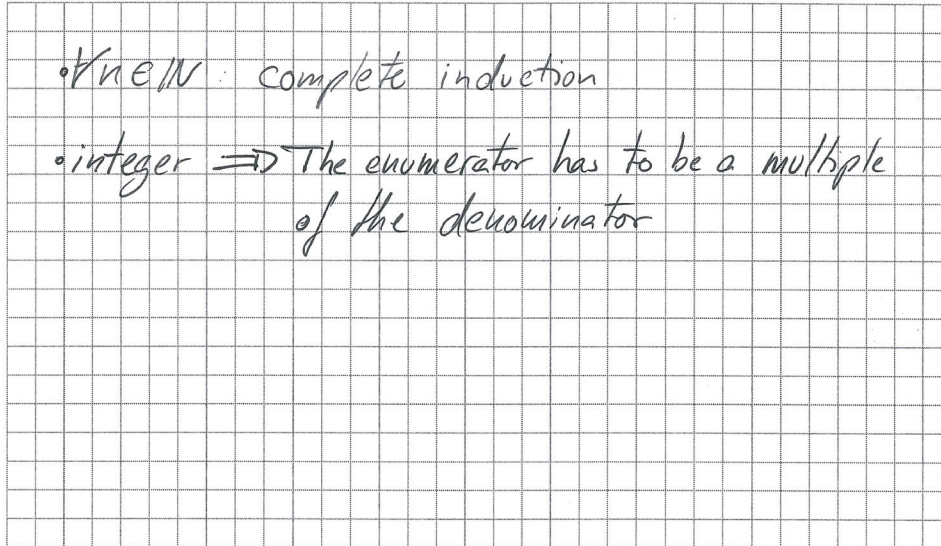 • ∀n∈ℕ : complete induction
• integer ⇒ The enumerator has to be a multiple
of the denominator